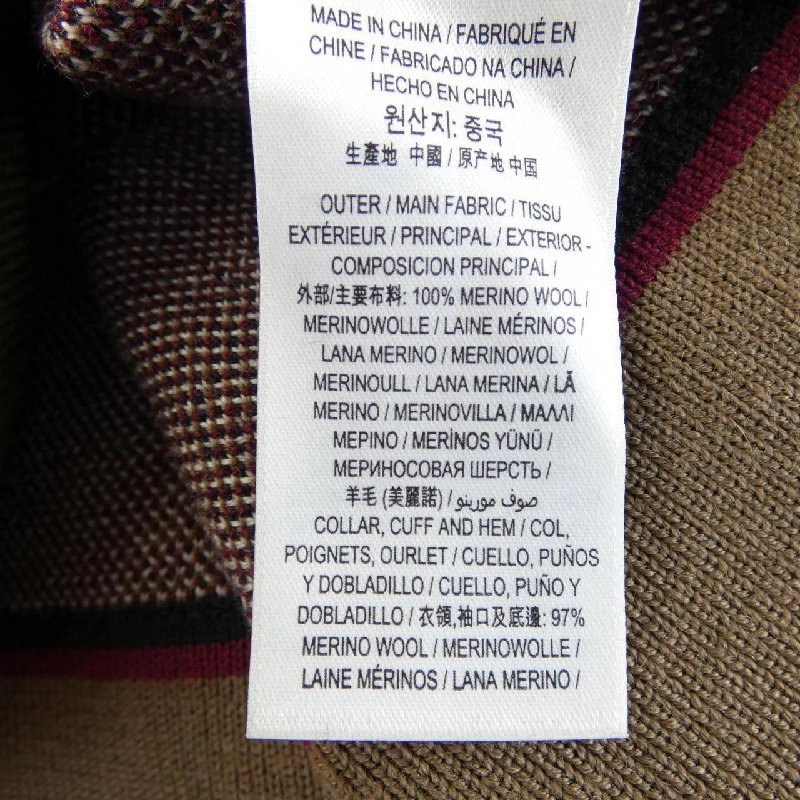 MADE IN CHINA / FABRIQUÉ EN
CHINE / FABRICADO NA CHINA /
HECHO EN CHINA
원산지: 중국
生產地 中國 / 原产地 中国
OUTER / MAIN FABRIC / TISSU
EXTÉRIEUR / PRINCIPAL / EXTERIOR -
COMPOSICION PRINCIPAL /
外部/主要布料: 100% MERINO WOOL /
MERINOWOLLE / LAINE MÉRINOS /
LANA MERINO / MERINOWOL /
MERINOULL / LANA MERINA / LÃ
MERINO / MERINOVILLA / ΜΑΛΛΙ
ΜΕΡΙΝΟ / MERİNOS YÜNÜ /
МЕРИНОСОВАЯ ШЕРСТЬ /
羊毛 (美麗諾) / صوف مورينو
COLLAR, CUFF AND HEM / COL,
POIGNETS, OURLET / CUELLO, PUÑOS
Y DOBLADILLO / CUELLO, PUÑO Y
DOBLADILLO / 衣領,袖口及底邊: 97%
MERINO WOOL / MERINOWOLLE /
LAINE MÉRINOS / LANA MERINO /